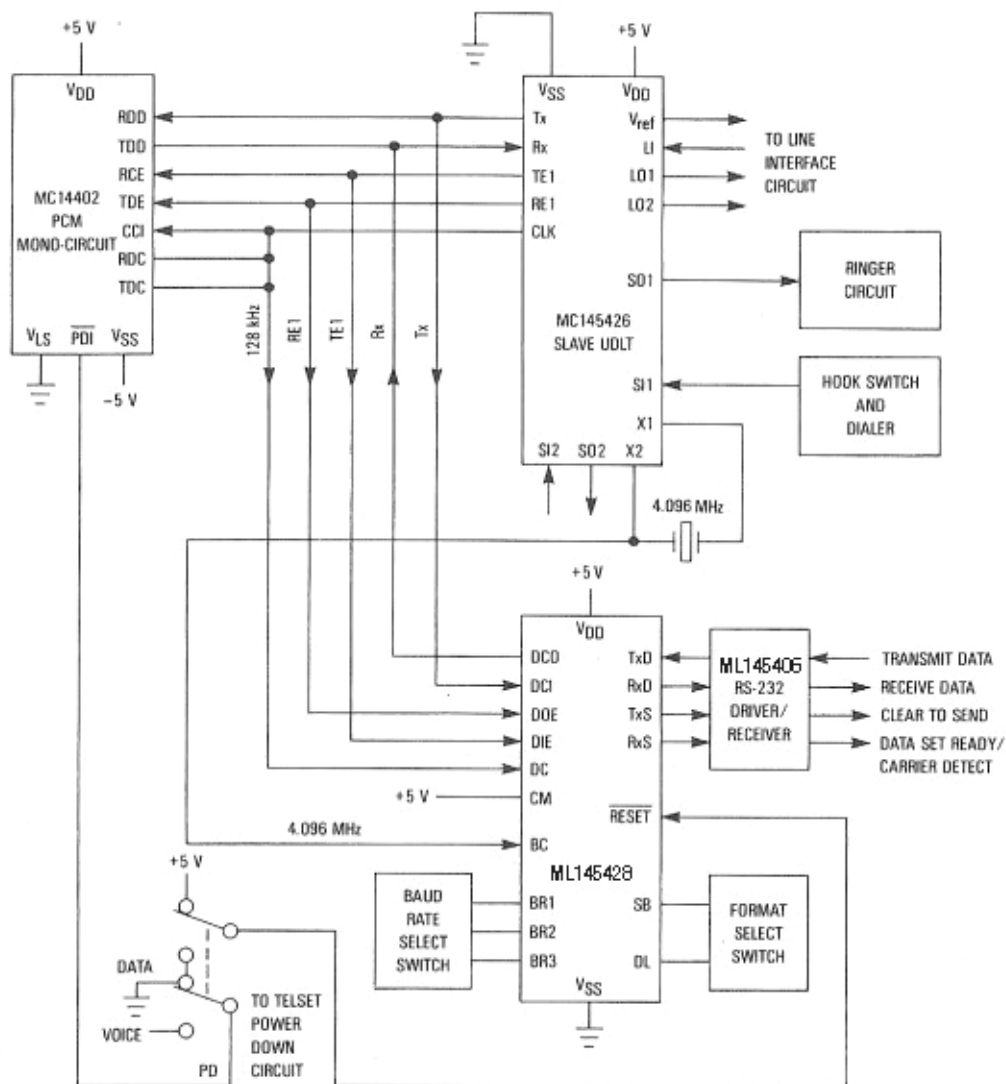 +5 V
VDD
RDD
TDD
RCE
TDE
CCI
RDC
TDC
MC14402
PCM
MONO-CIRCUIT
VLS
PDI
VSS
−5 V
128 kHz
RE1
TE1
Rx
Tx
+5 V
VSS
VDD
Tx
Rx
TE1
RE1
CLK
Vref
LI
LO1
LO2
SO1
MC145426
SLAVE UDLT
SI1
X1
SI2
SO2
X2
TO LINE
INTERFACE
CIRCUIT
RINGER
CIRCUIT
HOOK SWITCH
AND
DIALER
4.096 MHz
+5 V
VDD
DCO
DCI
DOE
DIE
DC
CM
BC
+5 V
4.096 MHz
TxD
RxD
TxS
RxS
RESET
ML145428
BR1
BR2
BR3
SB
DL
VSS
ML145406
RS-232
DRIVER/
RECEIVER
TRANSMIT DATA
RECEIVE DATA
CLEAR TO SEND
DATA SET READY/
CARRIER DETECT
BAUD
RATE
SELECT
SWITCH
FORMAT
SELECT
SWITCH
+5 V
DATA
VOICE
PD
TO TELSET
POWER
DOWN
CIRCUIT